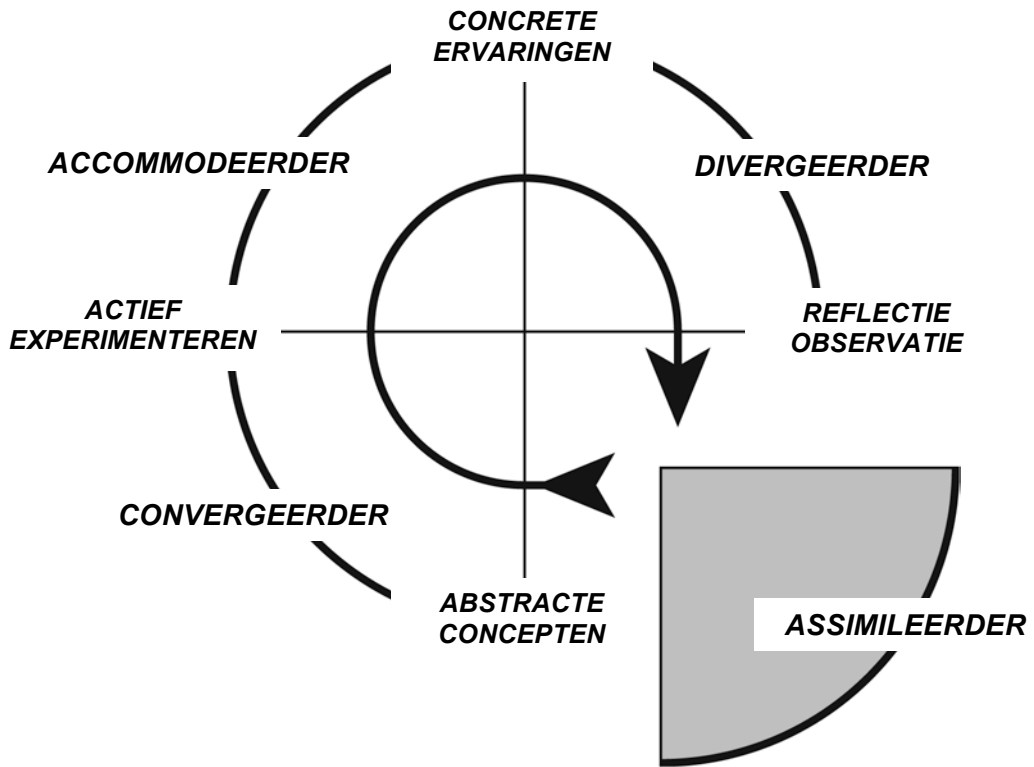 CONCRETE
ERVARINGEN
ACCOMMODEERDER
DIVERGEERDER
ACTIEF
EXPERIMENTEREN
REFLECTIE
OBSERVATIE
CONVERGEERDER
ABSTRACTE
CONCEPTEN
ASSIMILEERDER